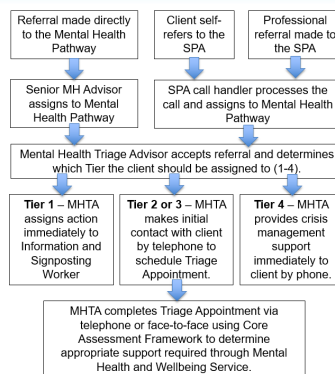 Referral made directly
to the Mental Health
Pathway
Client self-
refers to the
SPA
Professional
referral made to
the SPA
Senior MH Advisor
assigns to Mental
Health Pathway
SPA call handler processes the
call and assigns to Mental Health
Pathway
Mental Health Triage Advisor accepts referral and determines
which Tier the client should be assigned to (1-4).
Tier 1 – MHTA
assigns action
immediately to
Information and
Signposting
Worker
Tier 2 or 3 – MHTA
makes initial
contact with client
by telephone to
schedule Triage
Appointment.
Tier 4 – MHTA
provides crisis
management
support
immediately to
client by phone.
MHTA completes Triage Appointment via
telephone or face-to-face using Core
Assessment Framework to determine
appropriate support required through Mental
Health and Wellbeing Service.